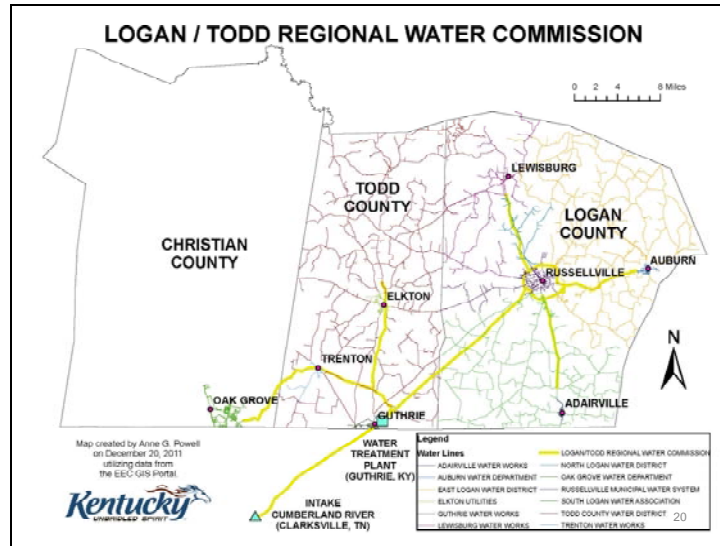 LOGAN / TODD REGIONAL WATER COMMISSION
0 2 4 8 Miles
LEWISBURG
TODD
COUNTY
LOGAN
COUNTY
CHRISTIAN
COUNTY
AUBURN
RUSSELLVILLE
ELKTON
N
TRENTON
OAK GROVE
ADAIRVILLE
GUTHRIE
WATER
TREATMENT
PLANT
(GUTHRIE, KY)
Map created by Anne G. Powell
on December 20, 2011
utilizing data from
the EEC GIS Portal.
Kentucky
UNBRIDLED SPIRIT
INTAKE
CUMBERLAND RIVER
(CLARKSVILLE, TN)
Legend
Water Lines
ADAIRVILLE WATER WORKS
AUBURN WATER DEPARTMENT
EAST LOGAN WATER DISTRICT
ELKTON UTILITIES
GUTHRIE WATER WORKS
LEWISBURG WATER WORKS
LOGAN/TODD REGIONAL WATER COMMISSION
NORTH LOGAN WATER DISTRICT
OAK GROVE WATER DEPARTMENT
RUSSELLVILLE MUNICIPAL WATER SYSTEM
SOUTH LOGAN WATER ASSOCIATION
TODD COUNTY WATER DISTRICT
TRENTON WATER WORKS
20